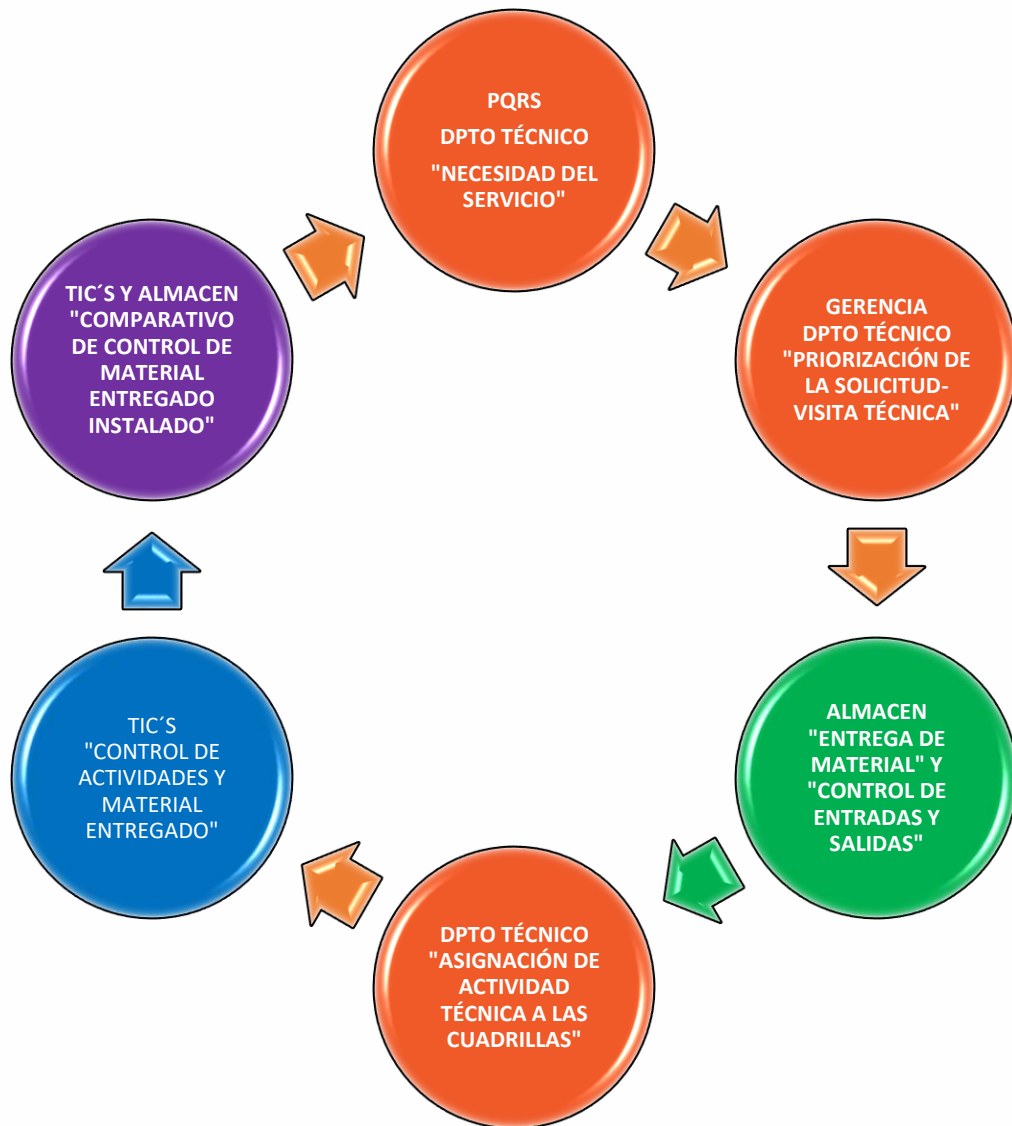 PQRS
DPTO TÉCNICO
"NECESIDAD DEL
SERVICIO"
GERENCIA
DPTO TÉCNICO
"PRIORIZACIÓN DE
LA SOLICITUD-
VISITA TÉCNICA"
ALMACEN
"ENTREGA DE
MATERIAL" Y
"CONTROL DE
ENTRADAS Y
SALIDAS"
DPTO TÉCNICO
"ASIGNACIÓN DE
ACTIVIDAD
TÉCNICA A LAS
CUADRILLAS"
TIC´S
"CONTROL DE
ACTIVIDADES Y
MATERIAL
ENTREGADO"
TIC´S Y ALMACEN
"COMPARATIVO
DE CONTROL DE
MATERIAL
ENTREGADO
INSTALADO"